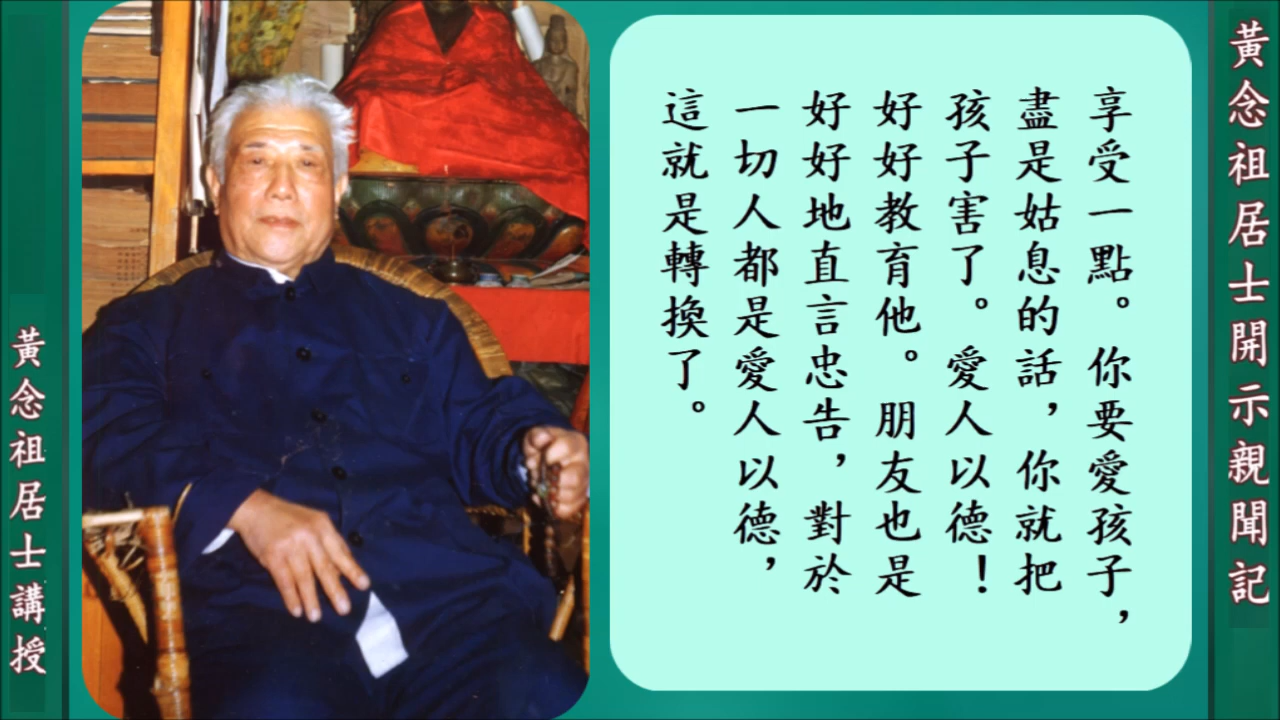 黃念祖居士開示親聞記
享受一點。你要愛孩子，
盡是姑息的話，你就把
孩子害了。愛人以德！
好好教育他。朋友也是
好好地直言忠告，對於
一切人都是愛人以德，
這就是轉換了。
黃念祖居士講授